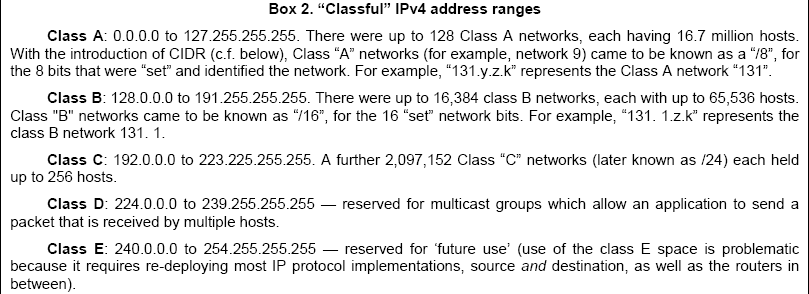 Box 2. “Classful” IPv4 address ranges
Class A: 0.0.0.0 to 127.255.255.255. There were up to 128 Class A networks, each having 16.7 million hosts.
With the introduction of CIDR (c.f. below), Class “A” networks (for example, network 9) came to be known as a “/8”, for
the 8 bits that were “set” and identified the network. For example, “131.y.z.k” represents the Class A network “131”.
Class B: 128.0.0.0 to 191.255.255.255. There were up to 16,384 class B networks, each with up to 65,536 hosts.
Class "B" networks came to be known as “/16”, for the 16 “set” network bits. For example, “131. 1.z.k” represents the
class B network 131. 1.
Class C: 192.0.0.0 to 223.225.255.255. A further 2,097,152 Class “C” networks (later known as /24) each held
up to 256 hosts.
Class D: 224.0.0.0 to 239.255.255.255 — reserved for multicast groups which allow an application to send a
packet that is received by multiple hosts.
Class E: 240.0.0.0 to 254.255.255.255 — reserved for ‘future use’ (use of the class E space is problematic
because it requires re-deploying most IP protocol implementations, source and destination, as well as the routers in
between).